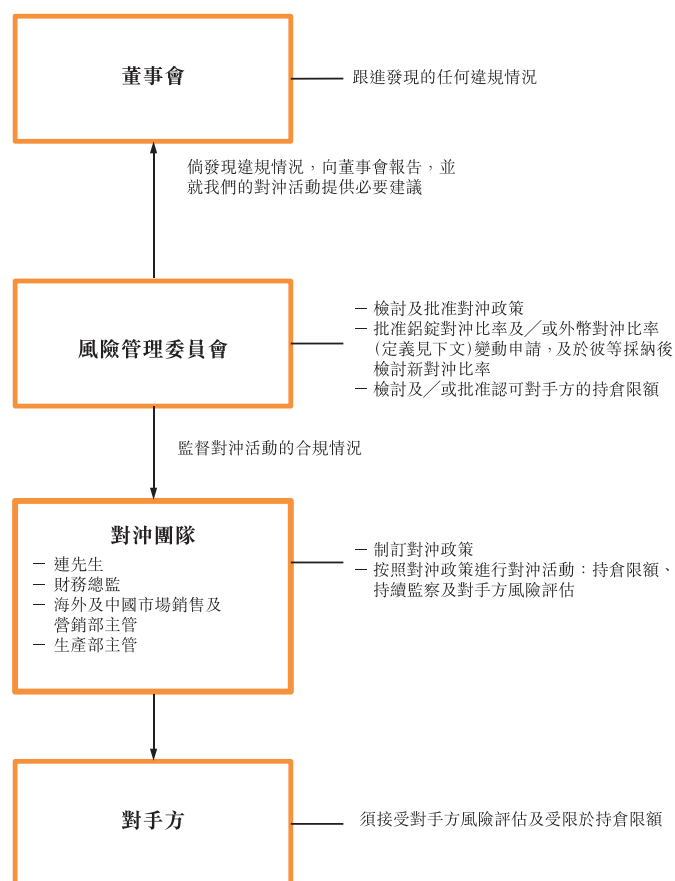 董事會
跟進發現的任何違規情況
倘發現違規情況，向董事會報告，並
就我們的對沖活動提供必要建議
風險管理委員會
－ 檢討及批准對沖政策
－ 批准鋁錠對沖比率及╱或外幣對沖比率
(定義見下文)變動申請，及於彼等採納後
檢討新對沖比率
－ 檢討及╱或批准認可對手方的持倉限額
監督對沖活動的合規情況
對沖團隊
－ 連先生
－ 財務總監
－ 海外及中國市場銷售及
營銷部主管
－ 生產部主管
－ 制訂對沖政策
－ 按照對沖政策進行對沖活動：持倉限額、
持續監察及對手方風險評估
對手方
須接受對手方風險評估及受限於持倉限額